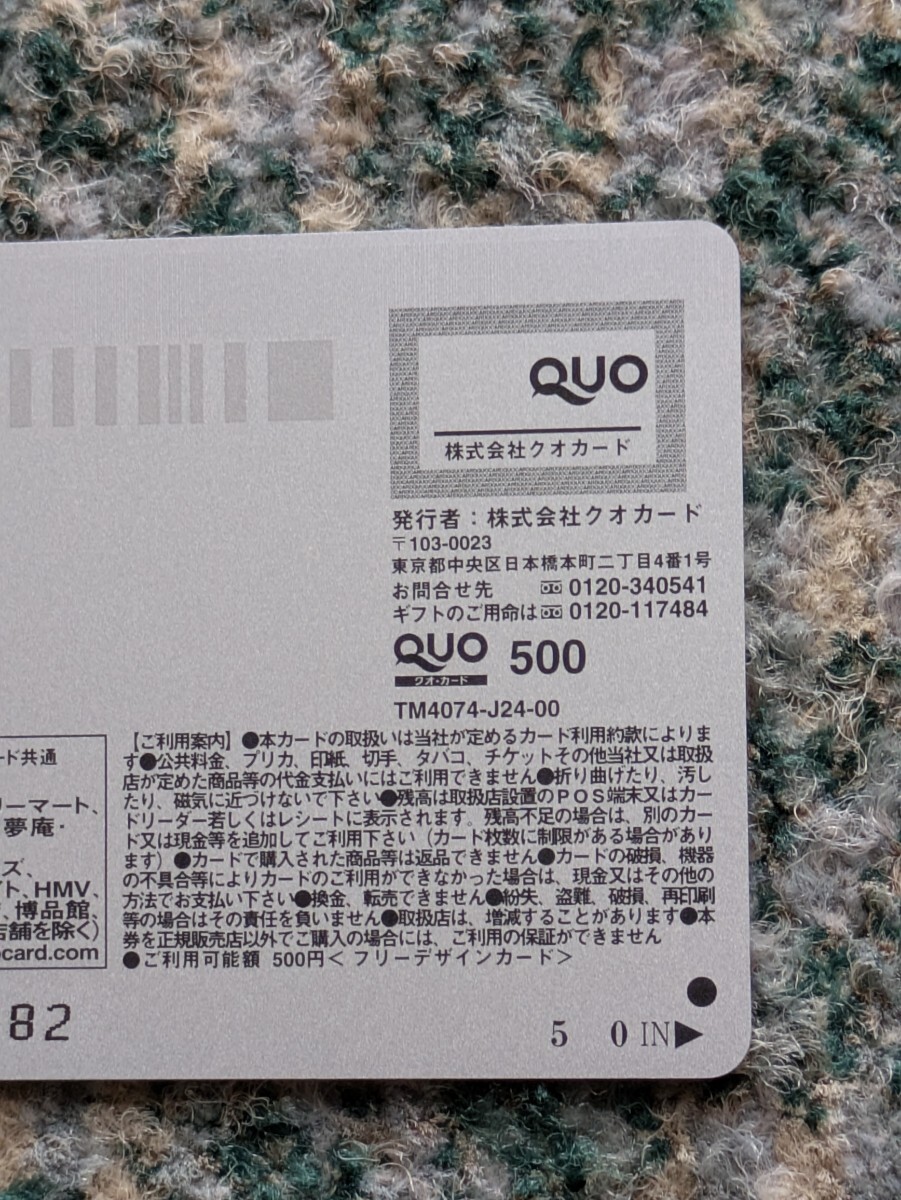 QUO
株式会社クオカード
発行者:株式会社クオカード
〒103-0023
東京都中央区日本橋本町二丁目4番1号
お問合せ先 0120-340541
ギフトのご用命は 0120-117484
QUO 500
クオ・カード
TM4074-J24-00
【ご利用案内】●本カードの取扱いは当社が定めるカード利用約款によりま
す●公共料金、プリカ、印紙、切手、タバコ、チケットその他当社又は取扱
店が定めた商品等の代金支払いにはご利用できません●折り曲げたり、汚し
たり、磁気に近づけないで下さい●残高は取扱店設置のPOS端末又はカー
ドリーダー若しくはレシートに表示されます。残高不足の場合は、別のカー
ド又は現金等を追加してご利用下さい(カード枚数に制限がある場合があり
ます)●カードで購入された商品等は返品できません●カードの破損、機器
の不具合等によりカードのご利用ができなかった場合は、現金又はその他の
方法でお支払い下さい●換金、転売できません●紛失、盗難、破損、再印刷
等の場合はその責任を負いません●取扱店は、増減することがあります●本
券を正規販売店以外でご購入の場合には、ご利用の保証ができません
●ご利用可能額 500円<フリーデザインカード>
ード共通
リーマート、
夢庵・
ズ、
イト、HMV、
、博品館、
店舗を除く)
card.com
82
5 0 IN▶